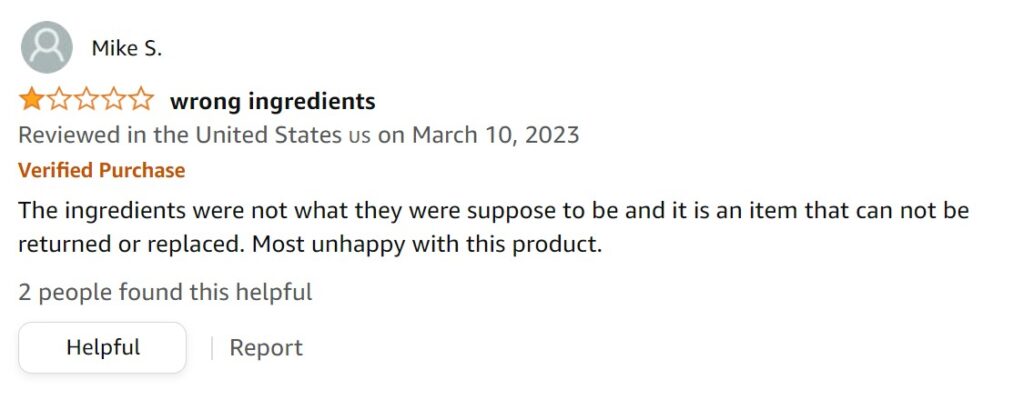 Mike S.
wrong ingredients
Reviewed in the United States us on March 10, 2023
Verified Purchase
The ingredients were not what they were suppose to be and it is an item that can not be
returned or replaced. Most unhappy with this product.
2 people found this helpful
Helpful | Report